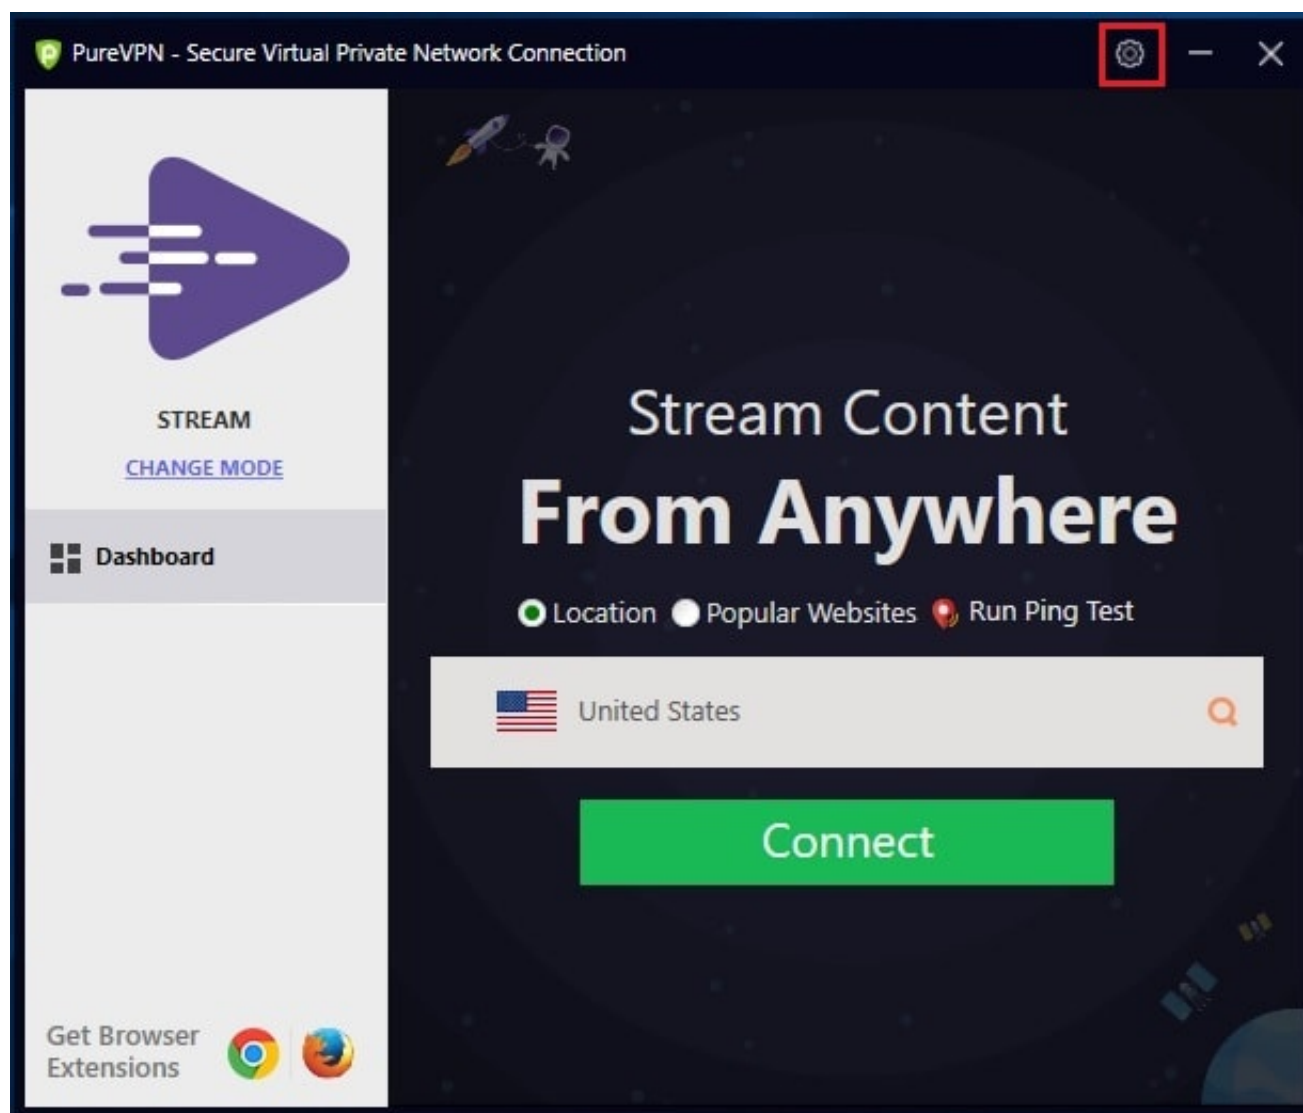 PureVPN - Secure Virtual Private Network Connection
STREAM
CHANGE MODE
Dashboard
Get Browser
Extensions
Stream Content
From Anywhere
Location Popular Websites Run Ping Test
United States
Connect